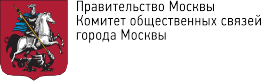 Правительство Москвы
Комитет общественных связей
города Москвы